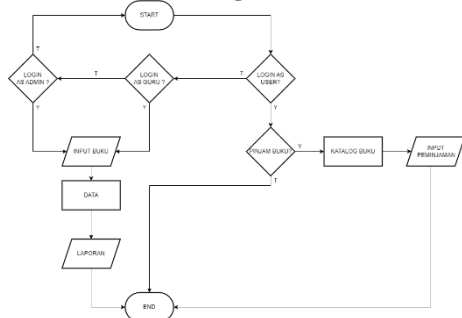 START
T
LOGIN
AS ADMIN ?
T
LOGIN
AS GURU ?
T
LOGIN AS
USER?
Y
Y
Y
INPUT BUKU
PINJAM BUKU?
Y
KATALOG BUKU
INPUT
PEMINJAMAN
T
DATA
LAPORAN
END